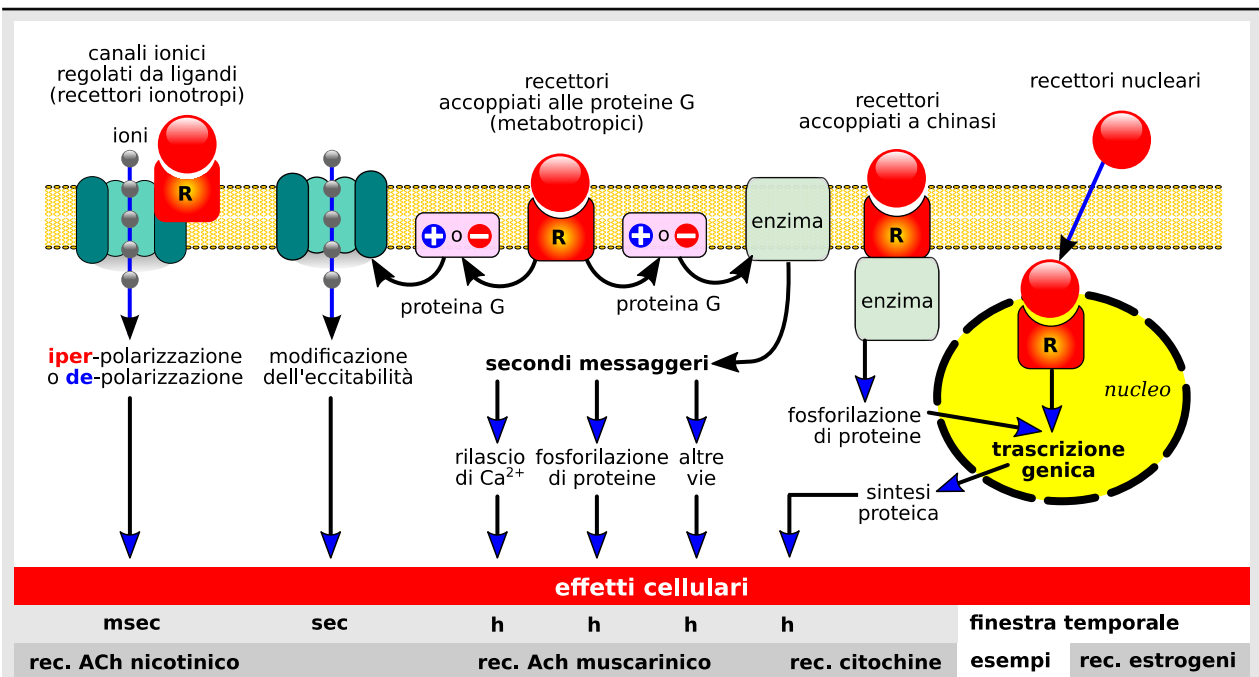 canali ionici
regolati da ligandi
(recettori ionotropi)
ioni
R
recettori
accoppiati alle proteine G
(metabotropici)
recettori
accoppiati a chinasi
recettori nucleari
o
R
o
enzima
R
proteina G
proteina G
enzima
R
nucleo
iper-polarizzazione
o de-polarizzazione
modificazione
dell'eccitabilità
secondi messaggeri
fosforilazione
di proteine
trascrizione
genica
rilascio
di Ca2+
fosforilazione
di proteine
altre
vie
sintesi
proteica
effetti cellulari
msec sec h h h h finestra temporale
rec. ACh nicotinico rec. Ach muscarinico rec. citochine esempi rec. estrogeni